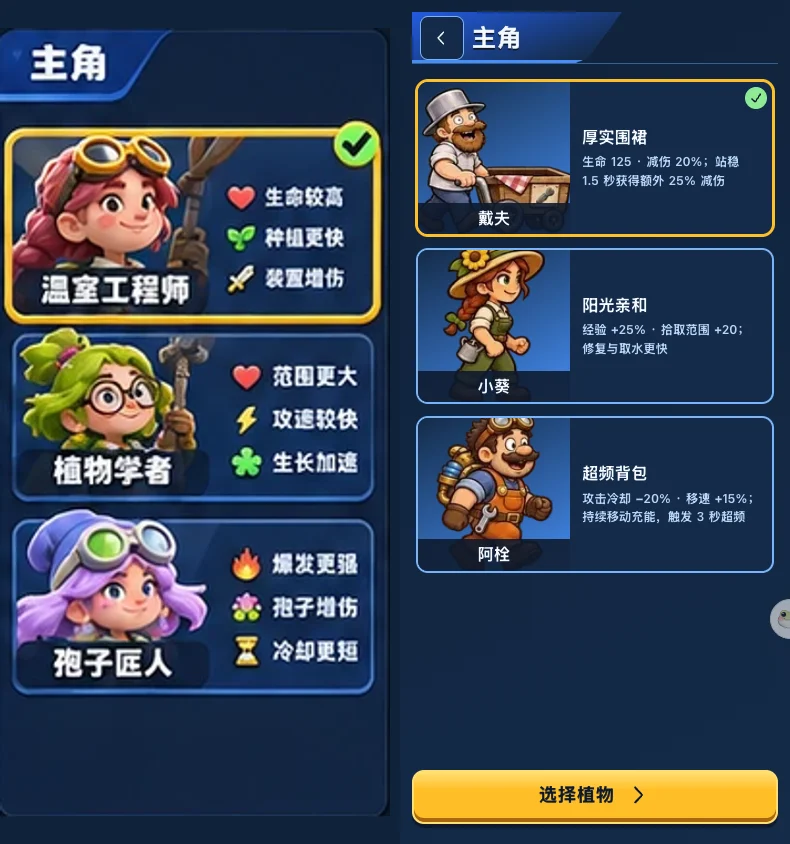 主角
生命较高
种植更快
装置增伤
温室工程师
范围更大
攻速较快
生长加速
植物学者
爆发更强
孢子增伤
冷却更短
孢子匠人
主角
厚实围裙
生命 125 · 减伤 20%；站稳
1.5 秒获得额外 25% 减伤
戴夫
阳光亲和
经验 +25% · 拾取范围 +20；
修复与取水更快
小葵
超频背包
攻击冷却 −20% · 移速 +15%；
持续移动充能，触发 3 秒超频
阿栓
选择植物